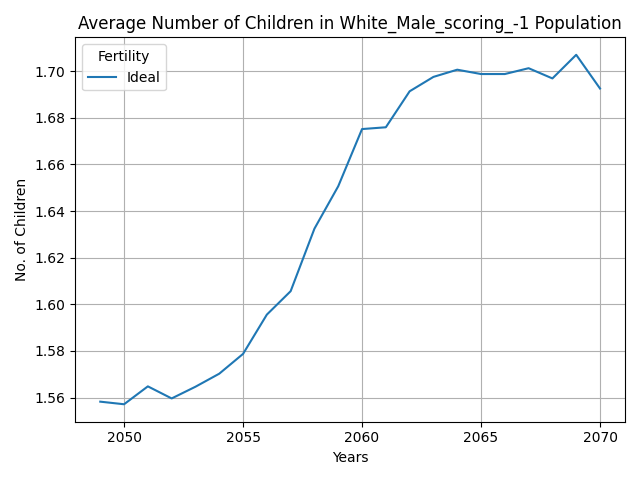 Average Number of Children in White_Male_scoring_-1 Population
Fertility
Ideal
No. of Children
1.70
1.68
1.66
1.64
1.62
1.60
1.58
1.56
2050 2055 2060 2065 2070
Years